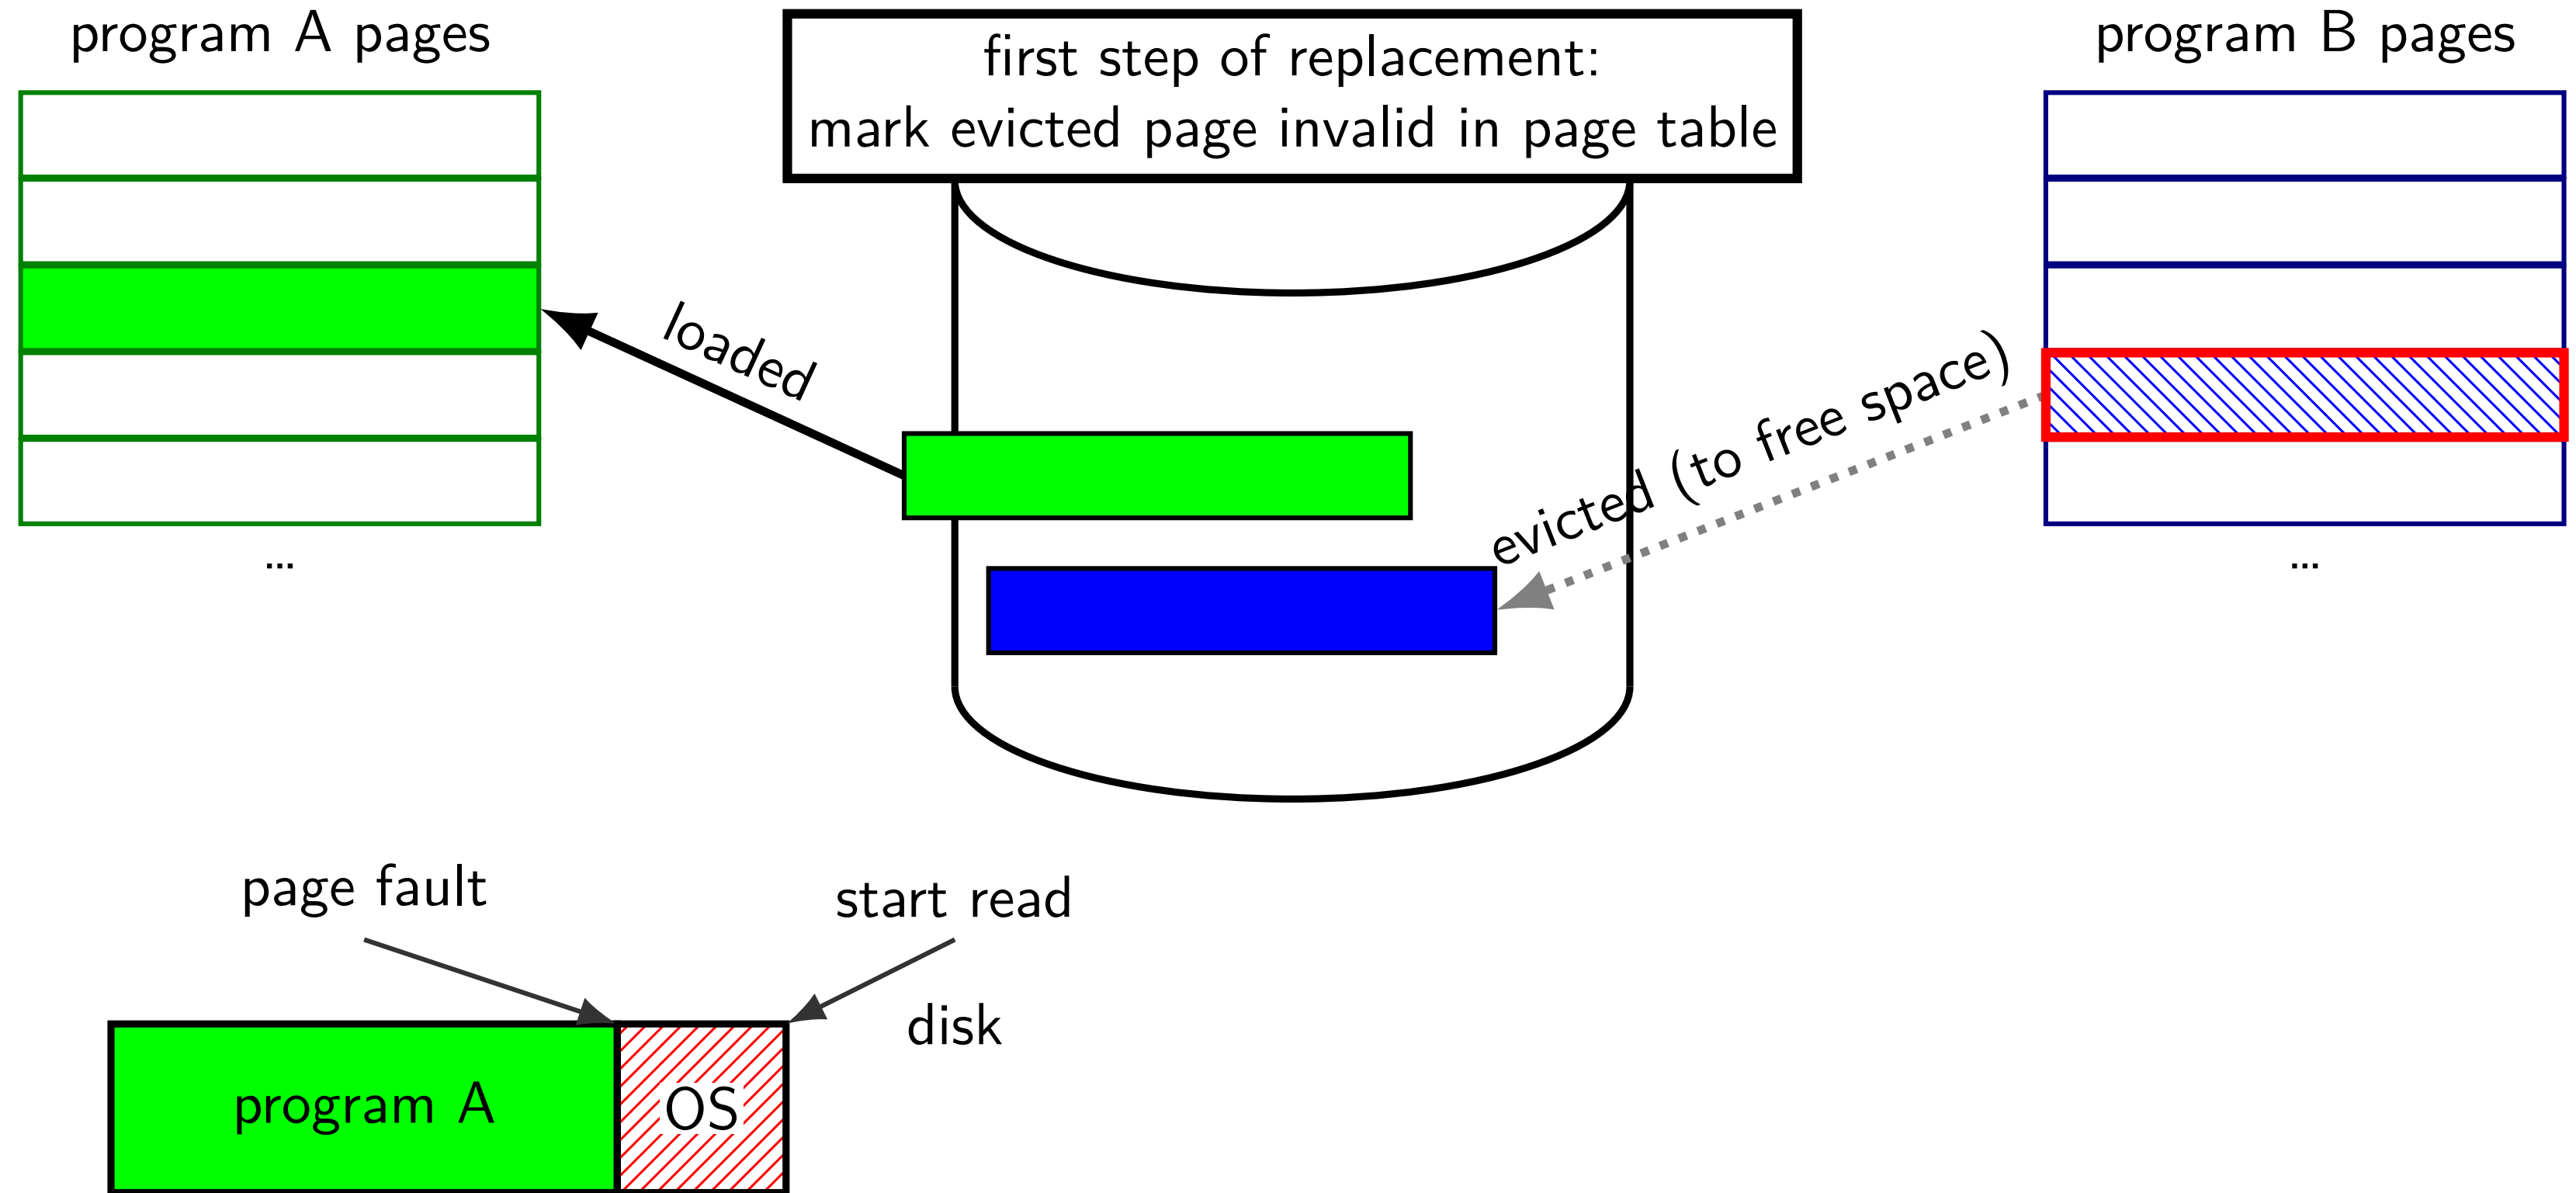 program A pages
first step of replacement:
mark evicted page invalid in page table
program B pages
loaded
evicted (to free space)
...
...
page fault
start read
disk
program A
OS